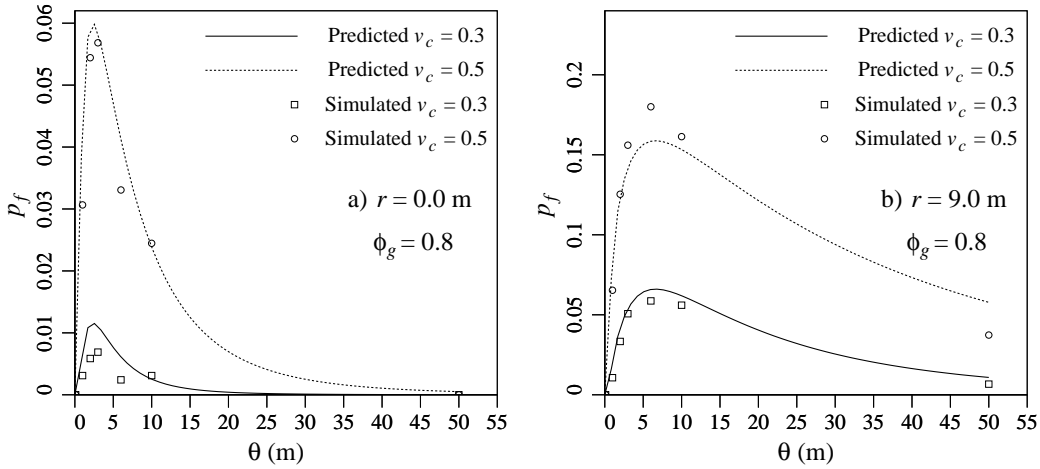 Predicted v_c = 0.3
Predicted v_c = 0.5
Simulated v_c = 0.3
Simulated v_c = 0.5
a) r = 0.0 m
ϕ_g = 0.8
p_f
0 0.01 0.02 0.03 0.04 0.05 0.06
0 5 10 15 20 25 30 35 40 45 50 55
θ (m)
Predicted v_c = 0.3
Predicted v_c = 0.5
Simulated v_c = 0.3
Simulated v_c = 0.5
b) r = 9.0 m
ϕ_g = 0.8
p_f
0 0.05 0.1 0.15 0.2
0 5 10 15 20 25 30 35 40 45 50 55
θ (m)